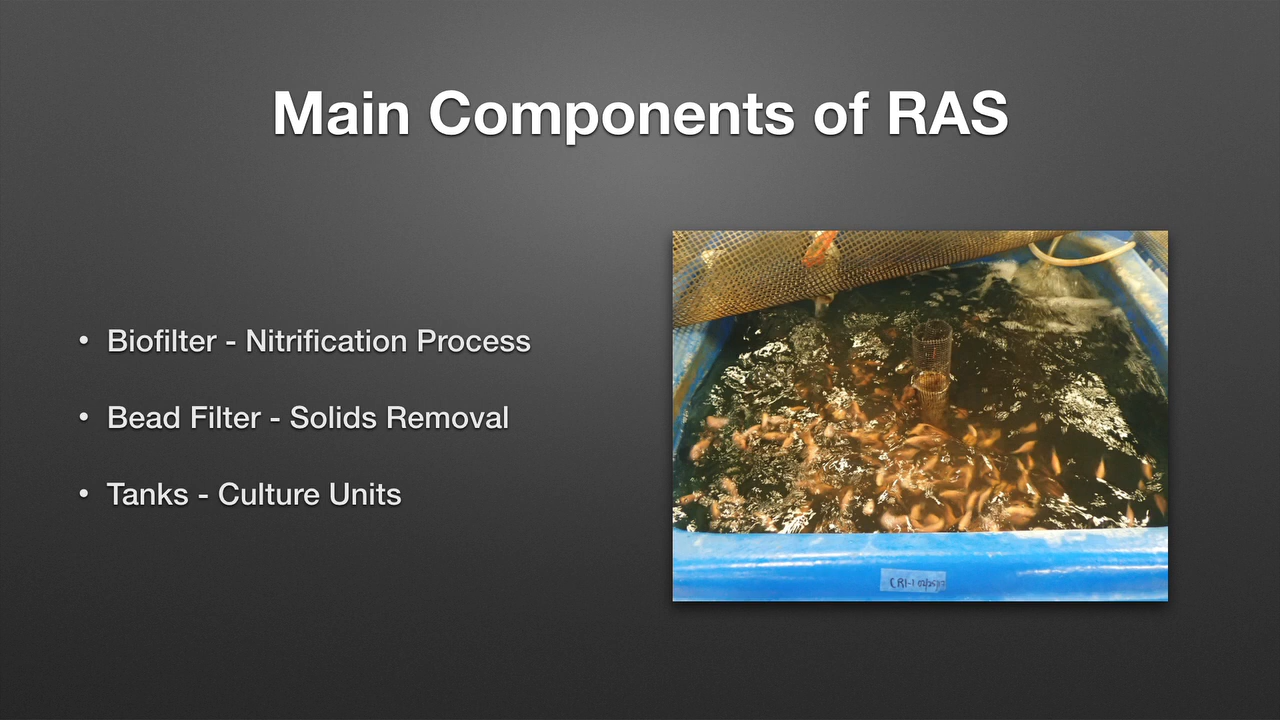 Main Components of RAS
• Biofilter - Nitrification Process
• Bead Filter - Solids Removal
• Tanks - Culture Units